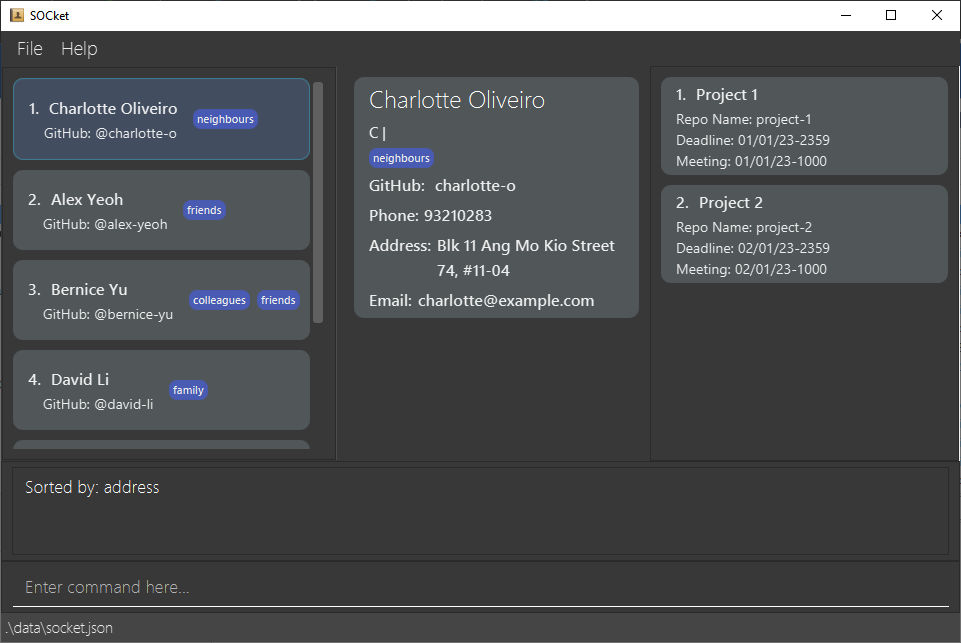 SOCket
File Help
1. Charlotte Oliveiro
neighbours
GitHub: @charlotte-o
2. Alex Yeoh
friends
GitHub: @alex-yeoh
3. Bernice Yu
colleagues friends
GitHub: @bernice-yu
4. David Li
family
GitHub: @david-li
Charlotte Oliveiro
C |
neighbours
GitHub: charlotte-o
Phone: 93210283
Address: Blk 11 Ang Mo Kio Street
74, #11-04
Email: charlotte@example.com
1. Project 1
Repo Name: project-1
Deadline: 01/01/23-2359
Meeting: 01/01/23-1000
2. Project 2
Repo Name: project-2
Deadline: 02/01/23-2359
Meeting: 02/01/23-1000
Sorted by: address
Enter command here...
.\data\socket.json